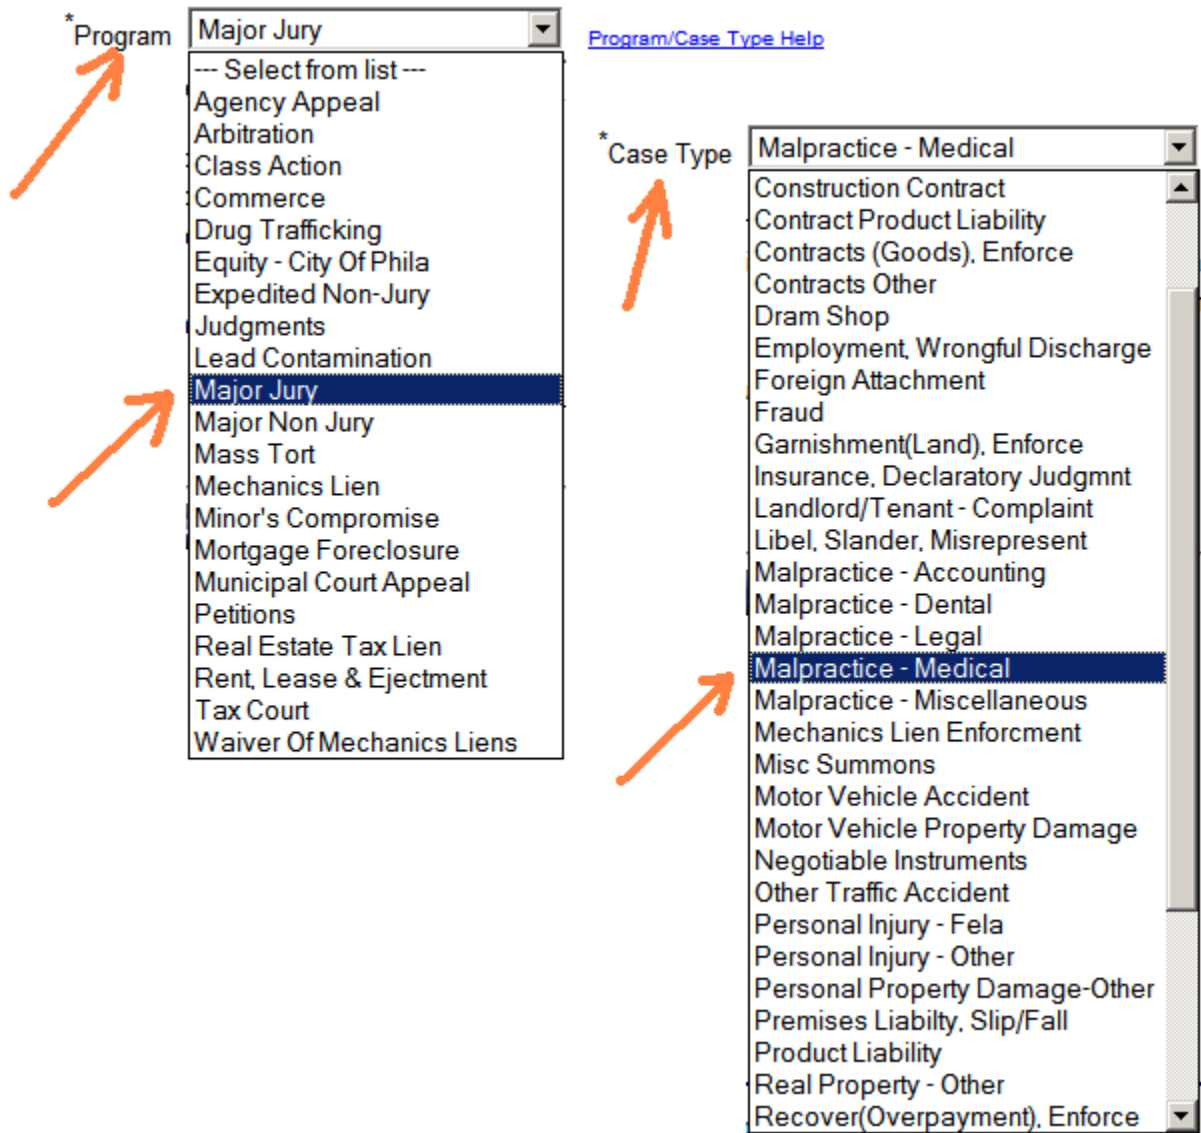 *Program Major Jury Program/Case Type Help
--- Select from list ---
Agency Appeal
Arbitration
Class Action
Commerce
Drug Trafficking
Equity - City Of Phila
Expedited Non-Jury
Judgments
Lead Contamination
Major Jury
Major Non Jury
Mass Tort
Mechanics Lien
Minor's Compromise
Mortgage Foreclosure
Municipal Court Appeal
Petitions
Real Estate Tax Lien
Rent, Lease & Ejectment
Tax Court
Waiver Of Mechanics Liens
*Case Type Malpractice - Medical
Construction Contract
Contract Product Liability
Contracts (Goods), Enforce
Contracts Other
Dram Shop
Employment, Wrongful Discharge
Foreign Attachment
Fraud
Garnishment(Land), Enforce
Insurance, Declaratory Judgmnt
Landlord/Tenant - Complaint
Libel, Slander, Misrepresent
Malpractice - Accounting
Malpractice - Dental
Malpractice - Legal
Malpractice - Medical
Malpractice - Miscellaneous
Mechanics Lien Enforcment
Misc Summons
Motor Vehicle Accident
Motor Vehicle Property Damage
Negotiable Instruments
Other Traffic Accident
Personal Injury - Fela
Personal Injury - Other
Personal Property Damage-Other
Premises Liabilty, Slip/Fall
Product Liability
Real Property - Other
Recover(Overpayment), Enforce